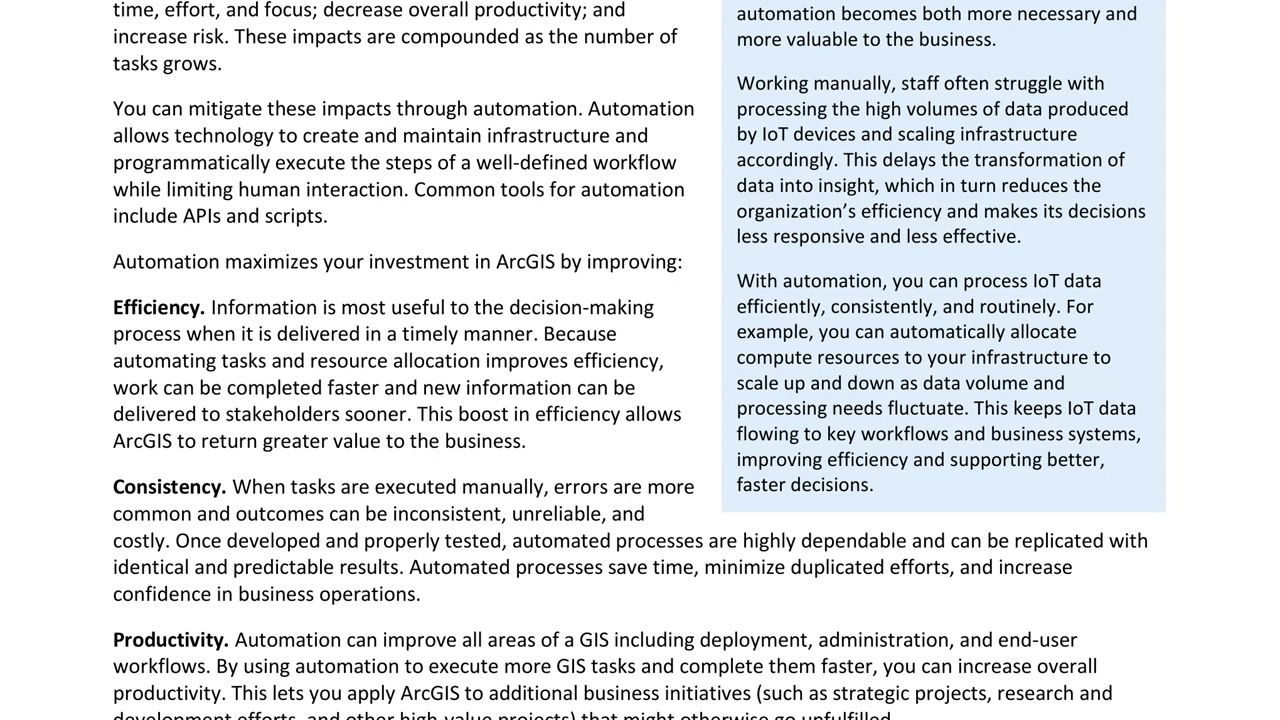 time, effort, and focus; decrease overall productivity; and
increase risk. These impacts are compounded as the number of
tasks grows.
You can mitigate these impacts through automation. Automation
allows technology to create and maintain infrastructure and
programmatically execute the steps of a well-defined workflow
while limiting human interaction. Common tools for automation
include APIs and scripts.
Automation maximizes your investment in ArcGIS by improving:
Efficiency. Information is most useful to the decision-making
process when it is delivered in a timely manner. Because
automating tasks and resource allocation improves efficiency,
work can be completed faster and new information can be
delivered to stakeholders sooner. This boost in efficiency allows
ArcGIS to return greater value to the business.
Consistency. When tasks are executed manually, errors are more
common and outcomes can be inconsistent, unreliable, and
costly. Once developed and properly tested, automated processes are highly dependable and can be replicated with
identical and predictable results. Automated processes save time, minimize duplicated efforts, and increase
confidence in business operations.
Productivity. Automation can improve all areas of a GIS including deployment, administration, and end-user
workflows. By using automation to execute more GIS tasks and complete them faster, you can increase overall
productivity. This lets you apply ArcGIS to additional business initiatives (such as strategic projects, research and
development efforts, and other high-value projects) that might otherwise go unfulfilled.
automation becomes both more necessary and
more valuable to the business.
Working manually, staff often struggle with
processing the high volumes of data produced
by IoT devices and scaling infrastructure
accordingly. This delays the transformation of
data into insight, which in turn reduces the
organization’s efficiency and makes its decisions
less responsive and less effective.
With automation, you can process IoT data
efficiently, consistently, and routinely. For
example, you can automatically allocate
compute resources to your infrastructure to
scale up and down as data volume and
processing needs fluctuate. This keeps IoT data
flowing to key workflows and business systems,
improving efficiency and supporting better,
faster decisions.